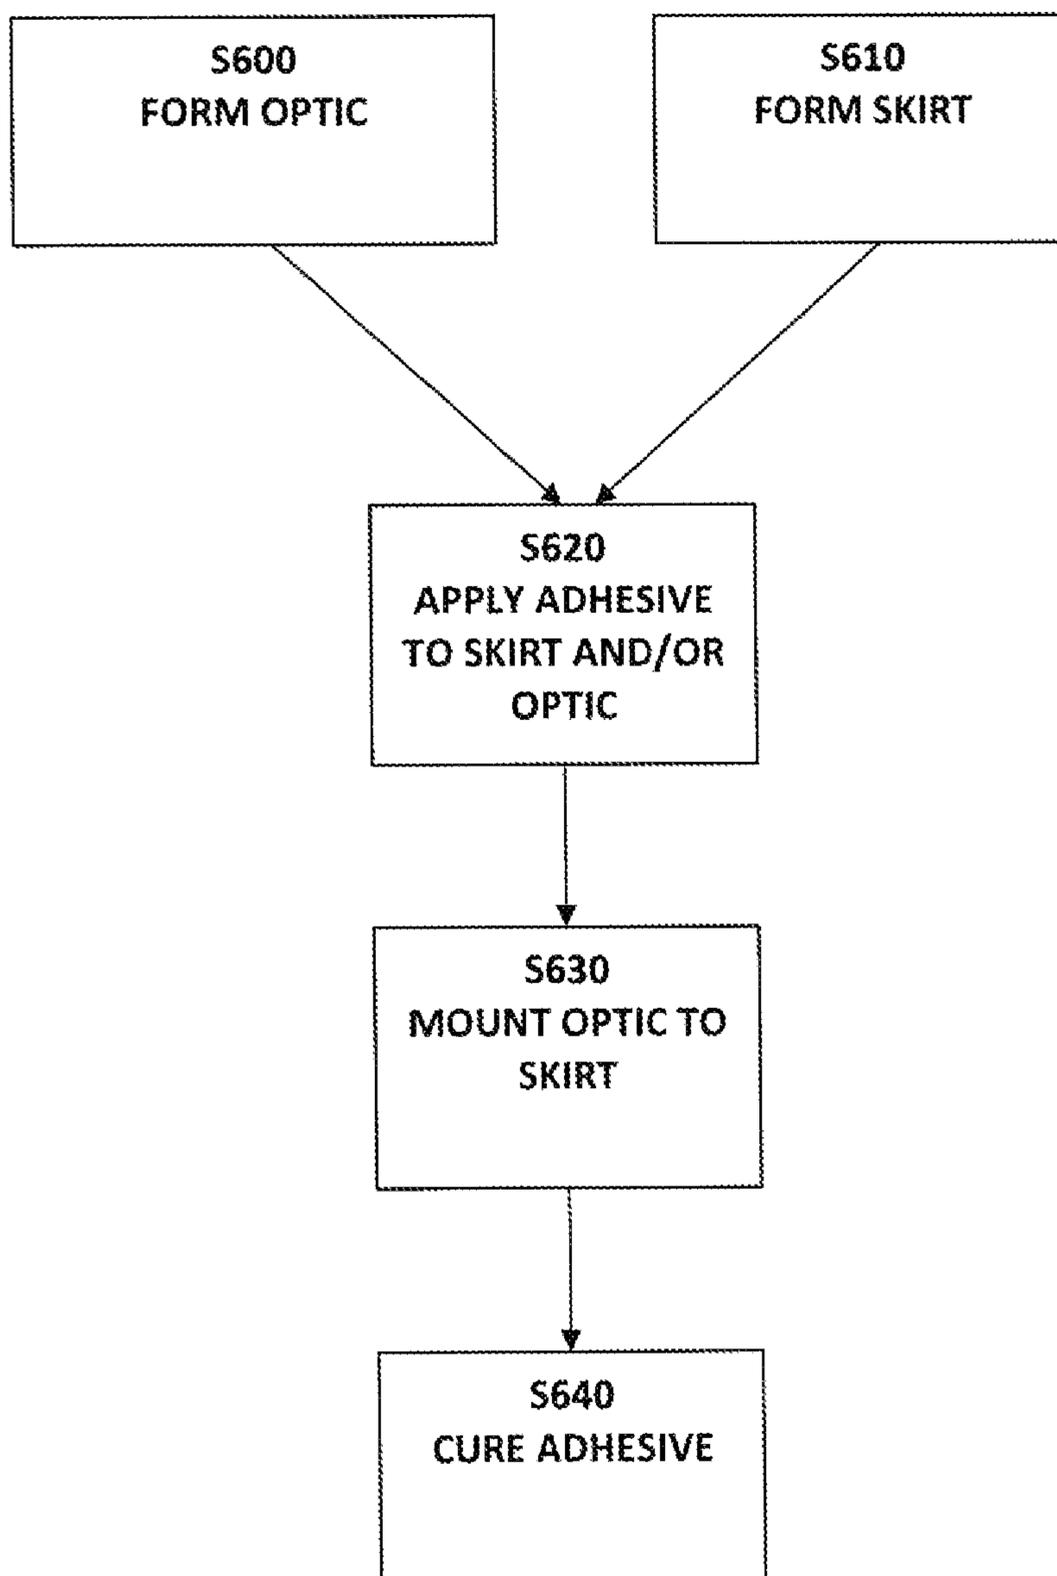 S600
FORM OPTIC
S610
FORM SKIRT
S620
APPLY ADHESIVE
TO SKIRT AND/OR
OPTIC
S630
MOUNT OPTIC TO
SKIRT
S640
CURE ADHESIVE